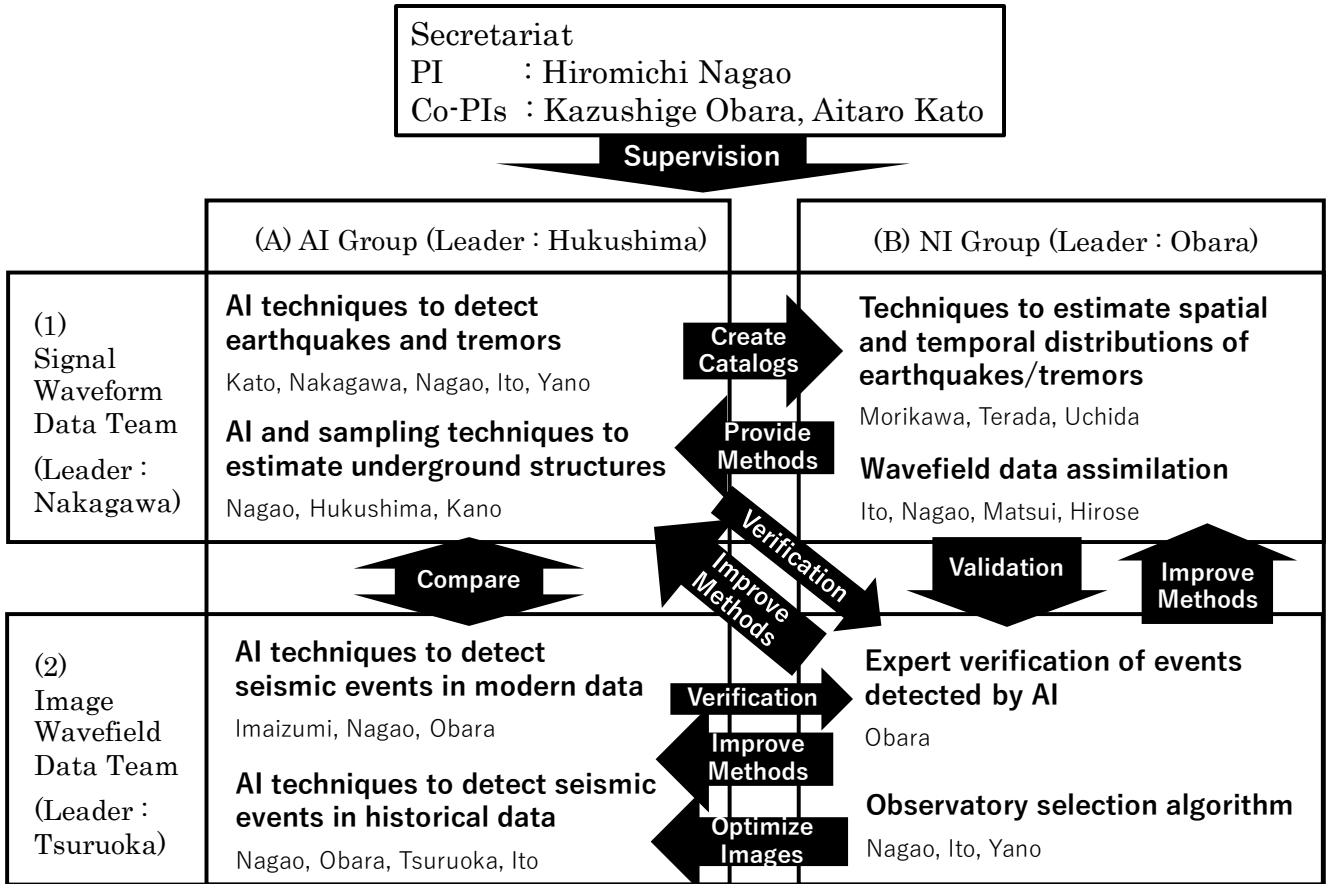 Secretariat
PI : Hiromichi Nagao
Co-PIs : Kazushige Obara, Aitaro Kato
Supervision
(A) AI Group (Leader : Hukushima)
(B) NI Group (Leader : Obara)
(1)
Signal
Waveform
Data Team
(Leader :
Nakagawa)
AI techniques to detect
earthquakes and tremors
Kato, Nakagawa, Nagao, Ito, Yano
AI and sampling techniques to
estimate underground structures
Nagao, Hukushima, Kano
Create
Catalogs
Provide
Methods
Techniques to estimate spatial
and temporal distributions of
earthquakes/tremors
Morikawa, Terada, Uchida
Wavefield data assimilation
Ito, Nagao, Matsui, Hirose
Compare
Verification
Improve
Methods
Validation
Improve
Methods
(2)
Image
Wavefield
Data Team
(Leader :
Tsuruoka)
AI techniques to detect
seismic events in modern data
Imaizumi, Nagao, Obara
AI techniques to detect seismic
events in historical data
Nagao, Obara, Tsuruoka, Ito
Verification
Improve
Methods
Optimize
Images
Expert verification of events
detected by AI
Obara
Observatory selection algorithm
Nagao, Ito, Yano